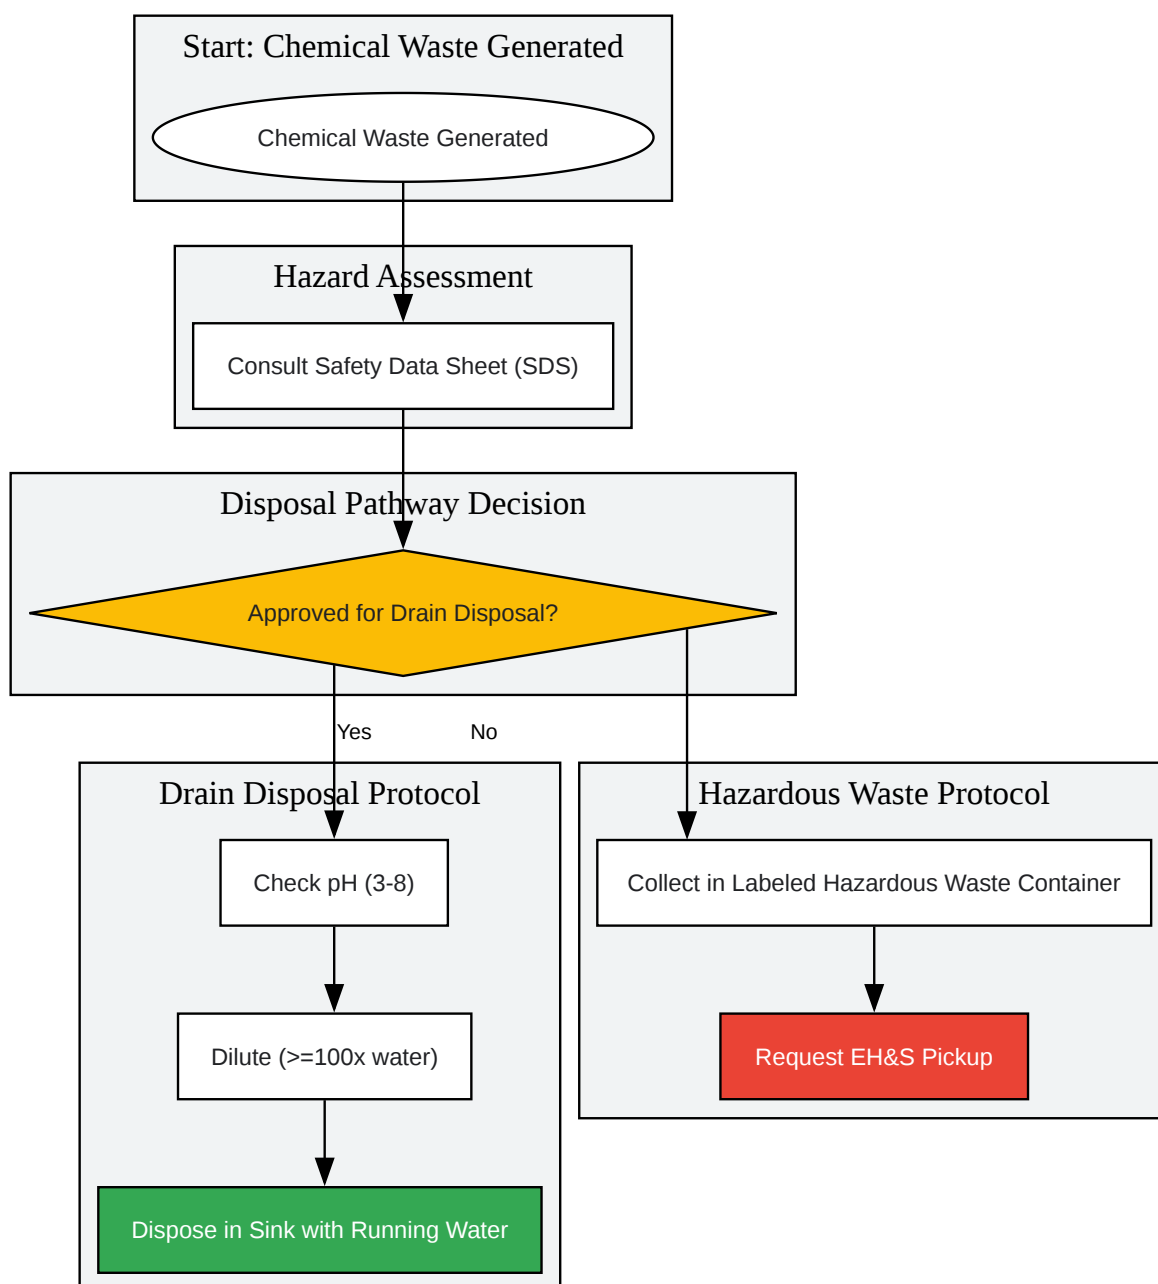 Start: Chemical Waste Generated
Chemical Waste Generated
Hazard Assessment
Consult Safety Data Sheet (SDS)
Disposal Pathway Decision
Approved for Drain Disposal?
Yes
No
Drain Disposal Protocol
Check pH (3-8)
Dilute (>=100x water)
Dispose in Sink with Running Water
Hazardous Waste Protocol
Collect in Labeled Hazardous Waste Container
Request EH&S Pickup